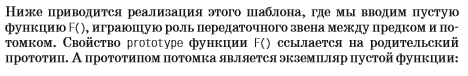 Ниже приводится реализация этого шаблона, где мы вводим пустую
функцию F(), играющую роль передаточного звена между предком и по-
томком. Свойство prototype функции F() ссылается на родительский
прототип. А прототипом потомка является экземпляр пустой функции: